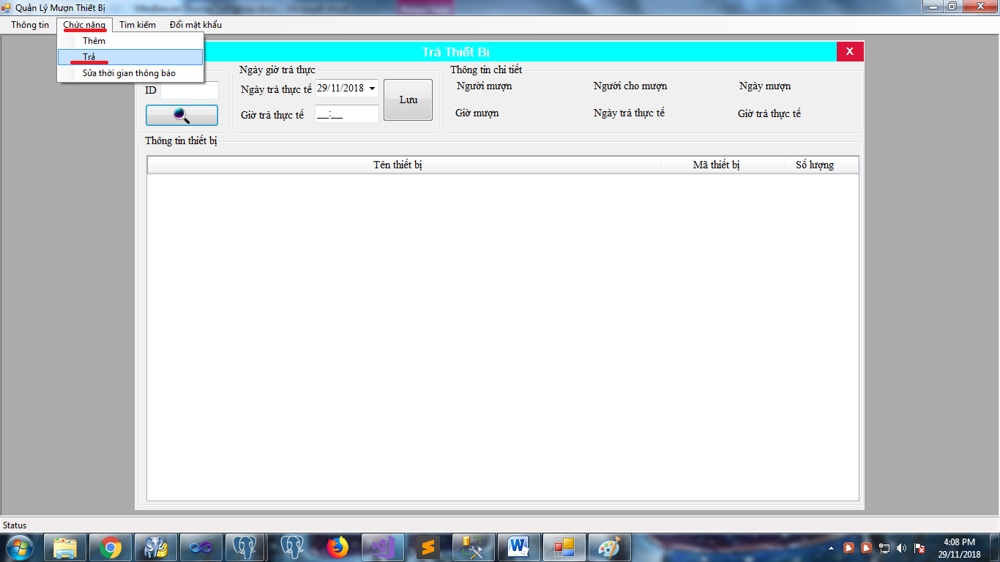 Quản Lý Mượn Thiết Bị
Thông tin Chức năng Tìm kiếm Đổi mật khẩu
Thêm
Trả
Sửa thời gian thông báo
Trả Thiết Bị
X
ID
Ngày giờ trả thực
Ngày trả thực tế 29/11/2018
Giờ trả thực tế __:__
Lưu
Thông tin chi tiết
Người mượn Người cho mượn Ngày mượn
Giờ mượn Ngày trả thực tế Giờ trả thực tế
Thông tin thiết bị
Tên thiết bị Mã thiết bị Số lượng
Status
4:08 PM
29/11/2018